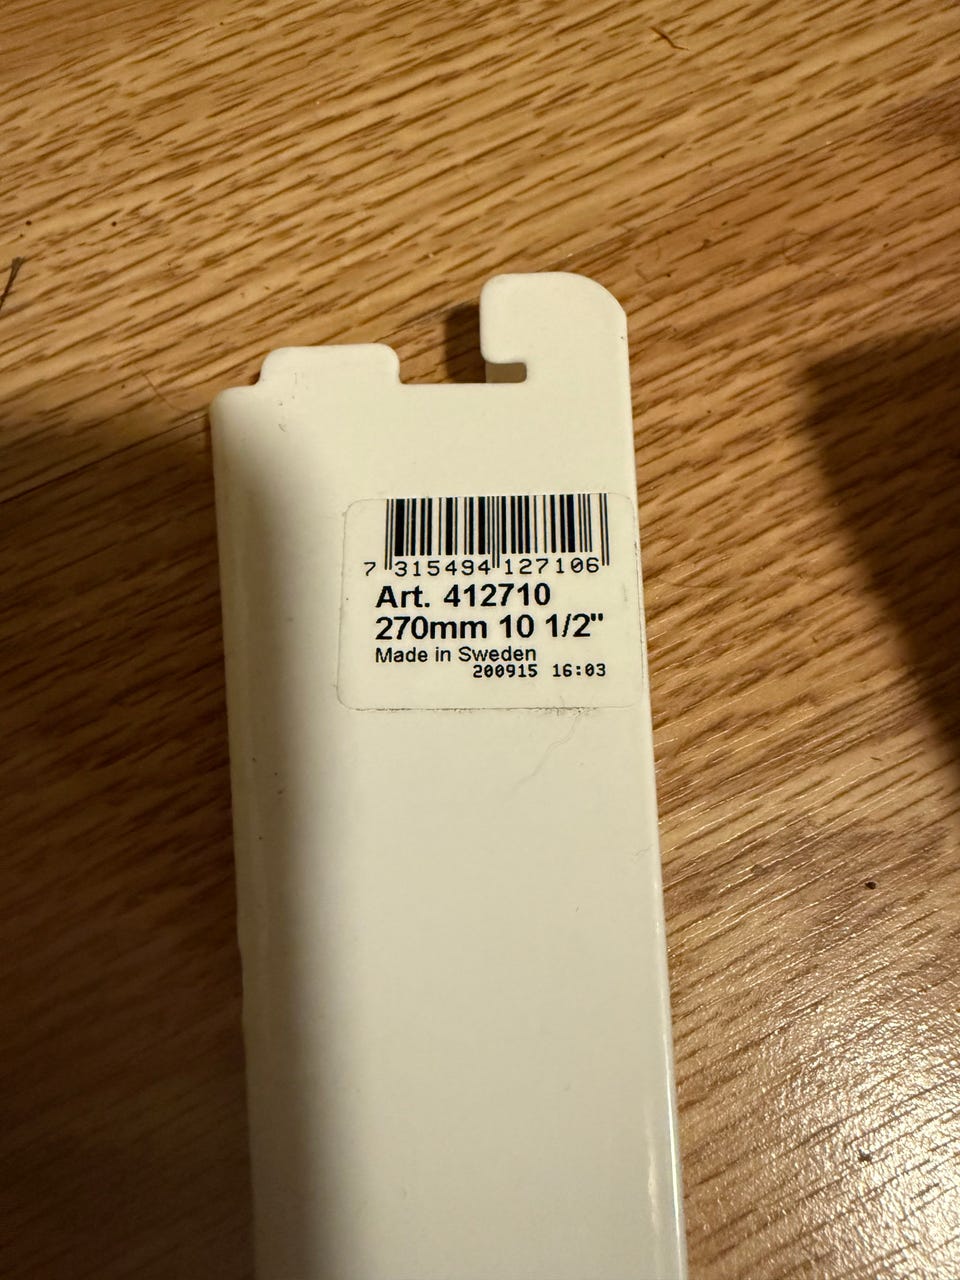 7 315494 127106
Art. 412710
270mm 10 1/2"
Made in Sweden
200915 16:03